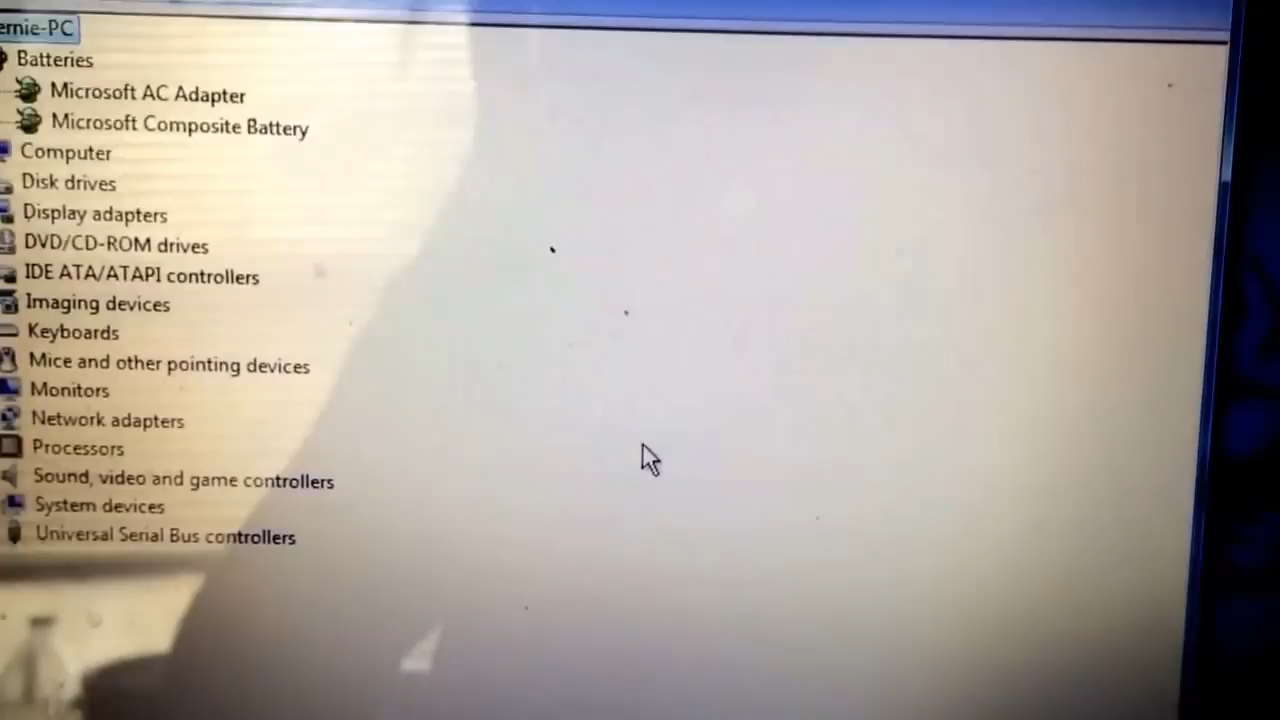 ernie-PC
Batteries
Microsoft AC Adapter
Microsoft Composite Battery
Computer
Disk drives
Display adapters
DVD/CD-ROM drives
IDE ATA/ATAPI controllers
Imaging devices
Keyboards
Mice and other pointing devices
Monitors
Network adapters
Processors
Sound, video and game controllers
System devices
Universal Serial Bus controllers